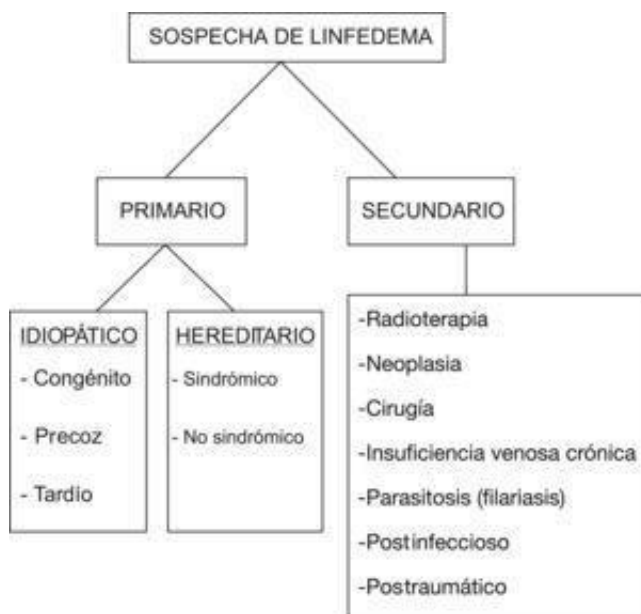 SOSPECHA DE LINFEDEMA
PRIMARIO
SECUNDARIO
IDIOPÁTICO
- Congénito
- Precoz
- Tardío
HEREDITARIO
- Sindrómico
- No sindrómico
-Radioterapia
-Neoplasia
-Cirugía
-Insuficiencia venosa crónica
-Parasitosis (filariasis)
-Postinfeccioso
-Postraumático